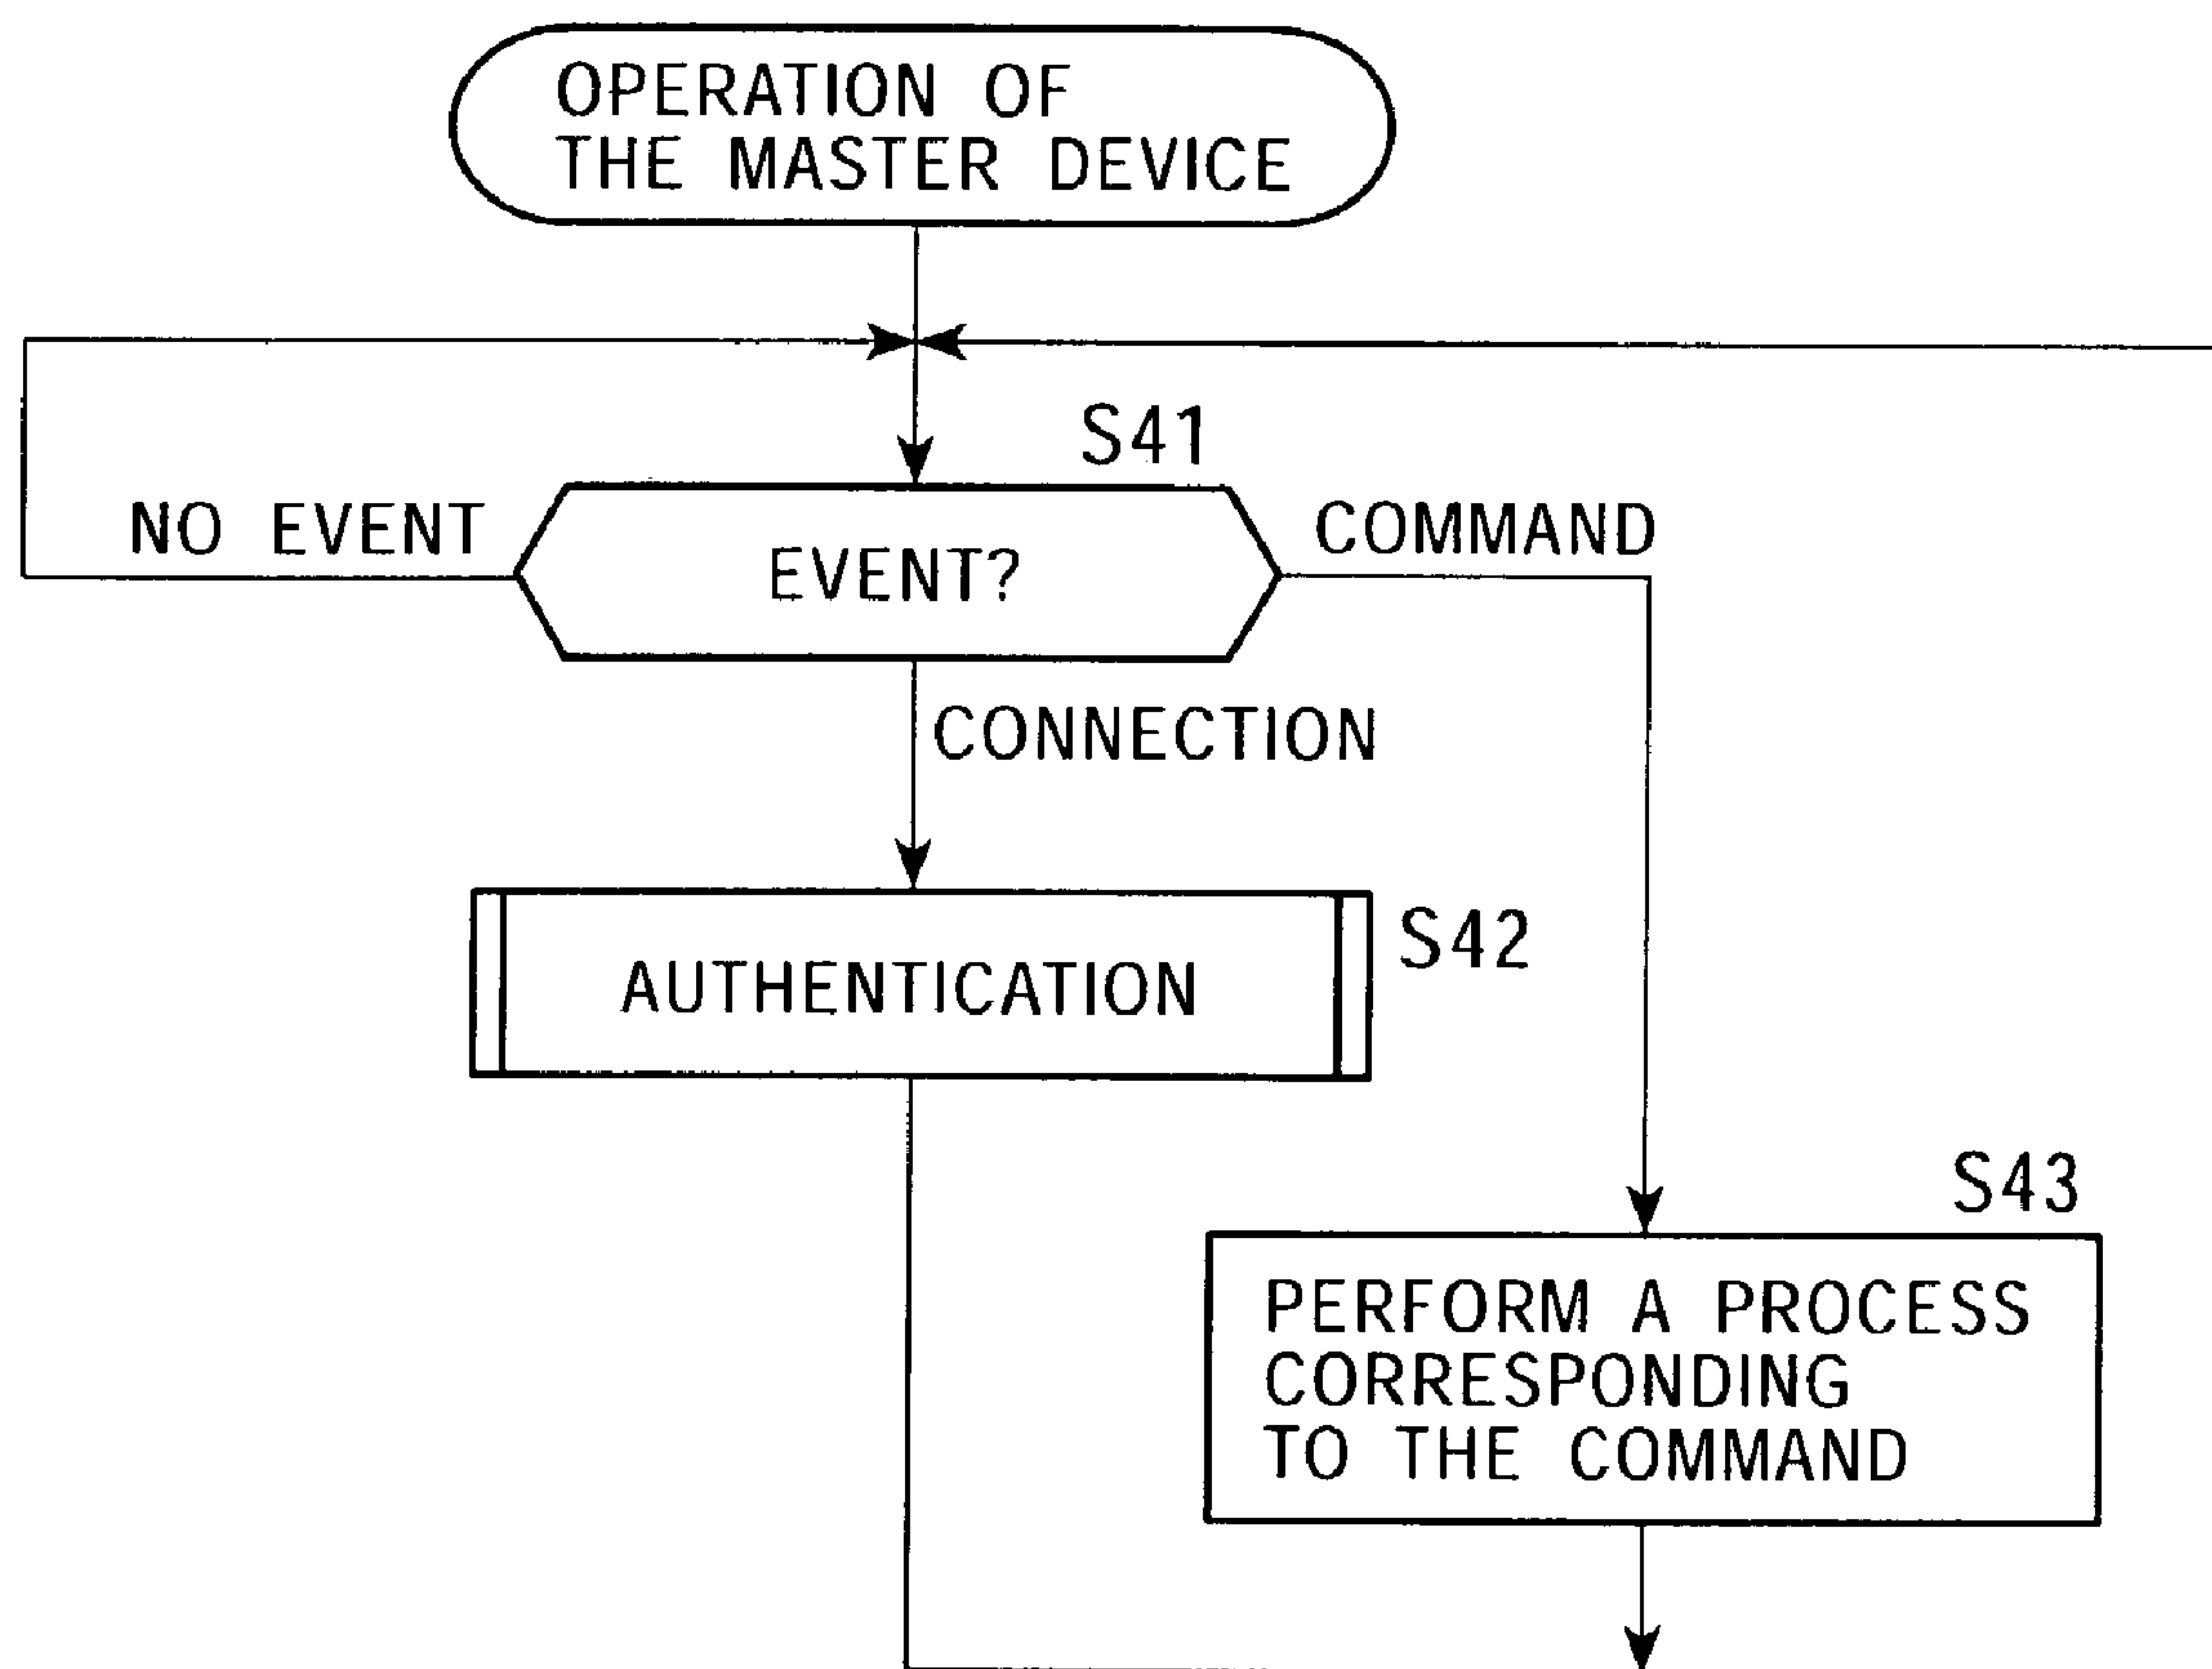 OPERATION OF
THE MASTER DEVICE
S41
NO EVENT
EVENT?
COMMAND
CONNECTION
AUTHENTICATION
S42
S43
PERFORM A PROCESS
CORRESPONDING
TO THE COMMAND